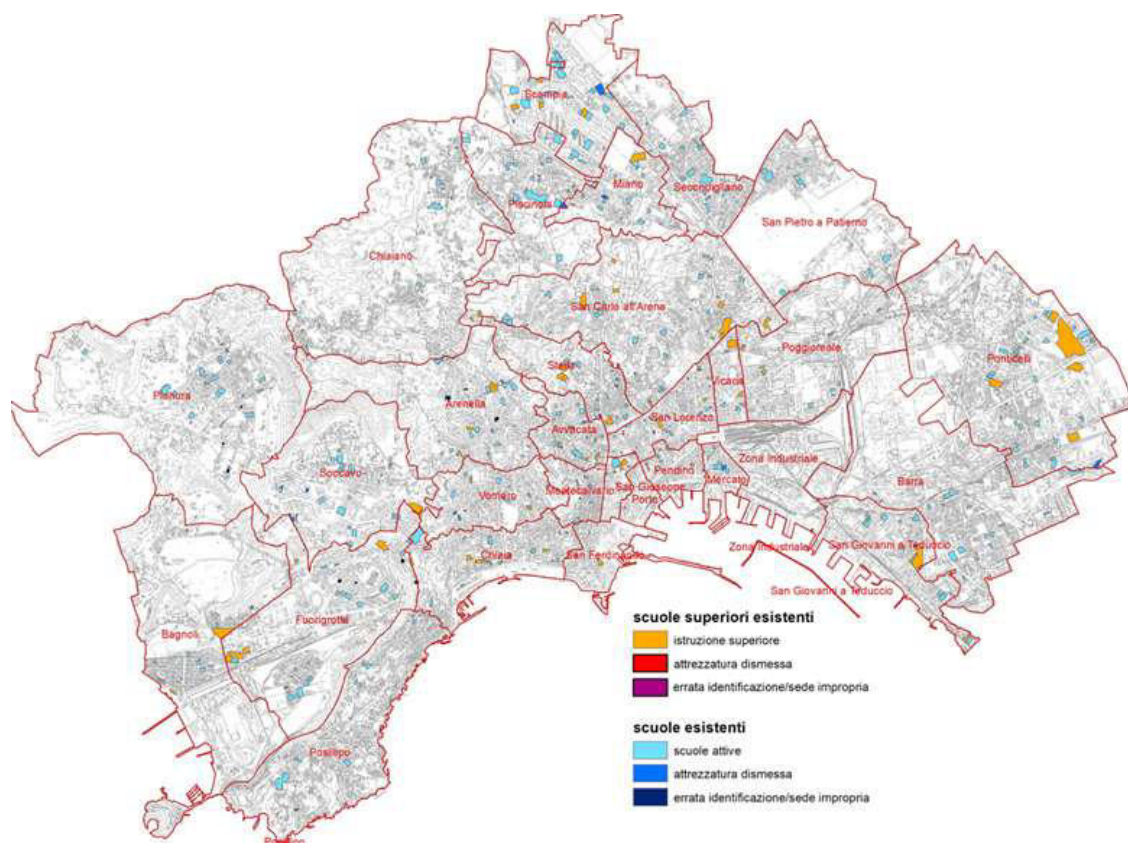 Scampia
Miano
Secondigliano
Piscinola
San Pietro a Patierno
Chiaiano
San Carlo all'Arena
Poggioreale
Ponticelli
Stella
Pianura
Vicaria
Arenella
San Lorenzo
Avvocata
Zona Industriale
Soccavo
Pendino
Barra
Mercato
Montecalvario
San Giuseppe
Vomero
Porto
San Giovanni a Teduccio
Zona Industriale
Chiaia
San Ferdinando
San Giovanni a Teduccio
Fuorigrotta
Bagnoli
Posillipo
Posillipo
scuole superiori esistenti
istruzione superiore
attrezzatura dismessa
errata identificazione/sede impropria
scuole esistenti
scuole attive
attrezzatura dismessa
errata identificazione/sede impropria